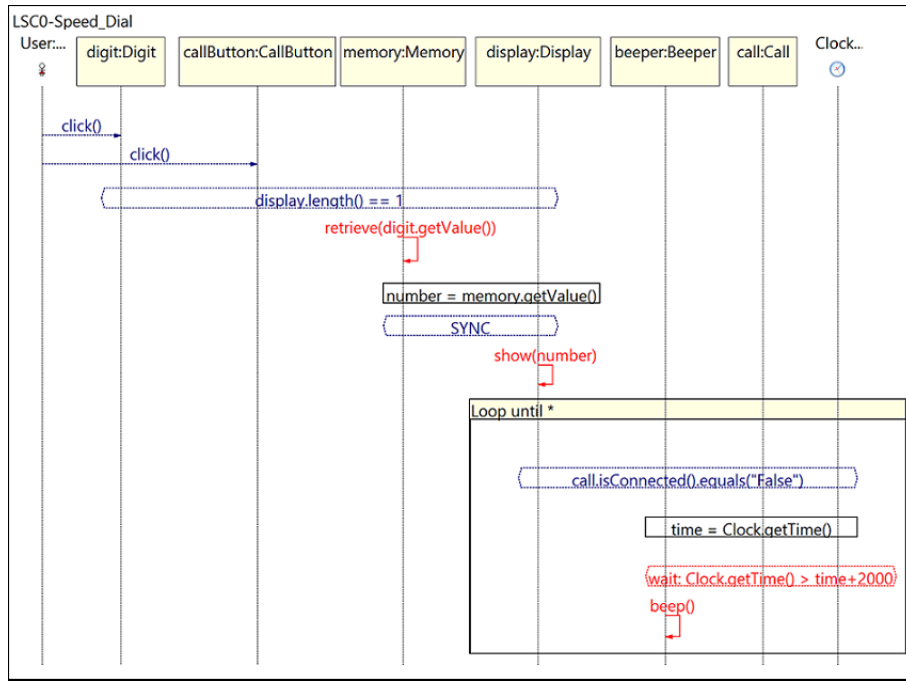 LSC0-Speed_Dial
User:...
digit:Digit
callButton:CallButton
memory:Memory
display:Display
beeper:Beeper
call:Call
Clock...
click()
click()
display.length() == 1
retrieve(digit.getValue())
number = memory.getValue()
SYNC
show(number)
Loop until *
call.isConnected().equals("False")
time = Clock.getTime()
wait: Clock.getTime() > time+2000
beep()